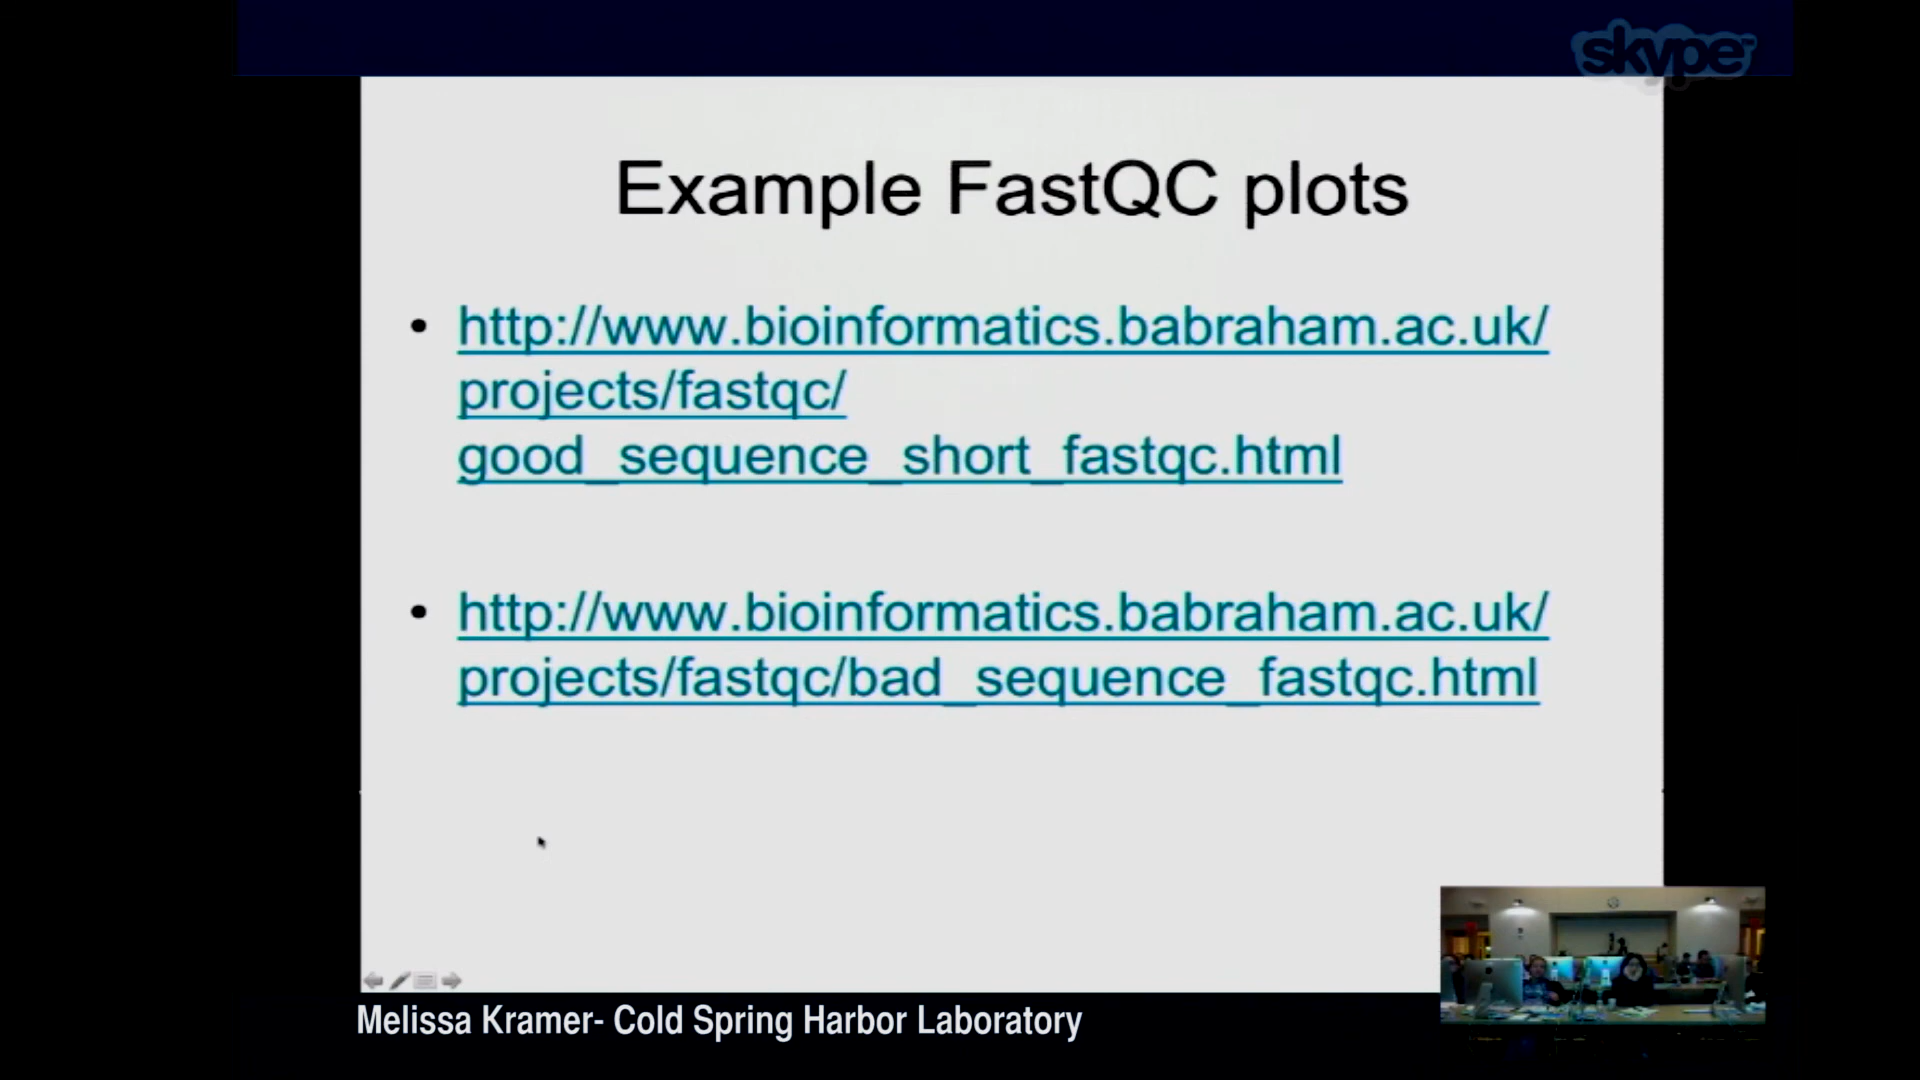 skype
Example FastQC plots
• http://www.bioinformatics.babraham.ac.uk/
projects/fastqc/
good_sequence_short_fastqc.html
• http://www.bioinformatics.babraham.ac.uk/
projects/fastqc/bad_sequence_fastqc.html
Melissa Kramer- Cold Spring Harbor Laboratory